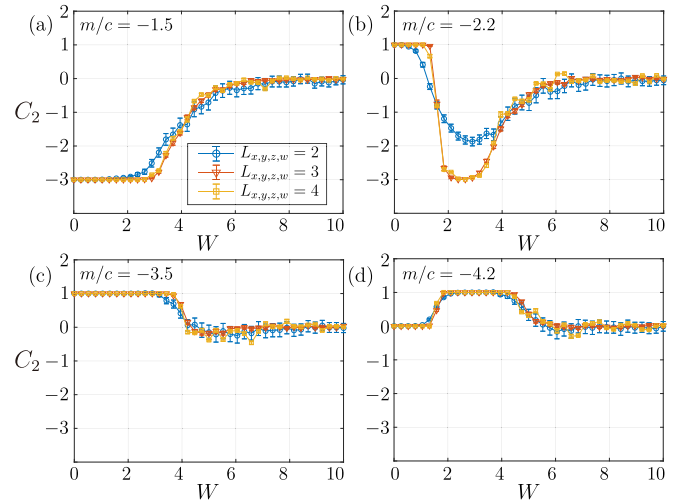 (a) m/c = −1.5
(b) m/c = −2.2
2 1 0 −1 −2 −3
2 1 0 −1 −2 −3 −4
C₂
L_{x,y,z,w} = 2
L_{x,y,z,w} = 3
L_{x,y,z,w} = 4
0 2 4 6 8 10
0 2 4 6 8 10
W
W
(c) m/c = −3.5
(d) m/c = −4.2
2 1 0 −1 −2 −3
2 1 0 −1 −2 −3 −4
C₂
0 2 4 6 8 10
0 2 4 6 8 10
W
W